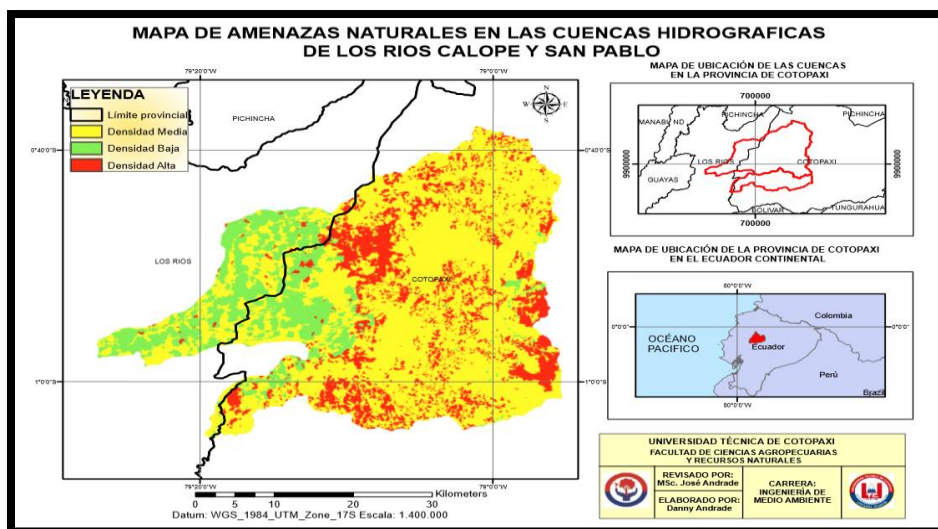 MAPA DE AMENAZAS NATURALES EN LAS CUENCAS HIDROGRAFICAS
DE LOS RIOS CALOPE Y SAN PABLO
79°20'0"W
79°0'0"W
LEYENDA
Límite provincial
Densidad Media
Densidad Baja
Densidad Alta
PICHINCHA
N
W
E
S
0°40'0"S
0°40'0"S
LOS RIOS
COTOPAXI
1°0'0"S
1°0'0"S
79°20'0"W
79°0'0"W
Kilometers
0 5 10 20 30
Datum: WGS_1984_UTM_Zone_17S Escala: 1:400.000
MAPA DE UBICACIÓN DE LAS CUENCAS
EN LA PROVINCIA DE COTOPAXI
700000
MANABI
ND
PICHINCHA
PICHINCHA
LOS RIOS
COTOPAXI
GUAYAS
BOLIVAR
TUNGURAHUA
9900000
9900000
700000
MAPA DE UBICACIÓN DE LA PROVINCIA DE COTOPAXI
EN EL ECUADOR CONTINENTAL
80°0'0"W
Colombia
0°0'0"
0°0'0"
OCÉANO
PACIFICO
Ecuador
Perú
Brazil
80°0'0"W
UNIVERSIDAD TÉCNICA DE COTOPAXI
FACULTAD DE CIENCIAS AGROPECUARIAS
Y RECURSOS NATURALES
REVISADO POR:
MSc. José Andrade
ELABORADO POR:
Danny Andrade
CARRERA:
INGENIERÍA DE
MEDIO AMBIENTE